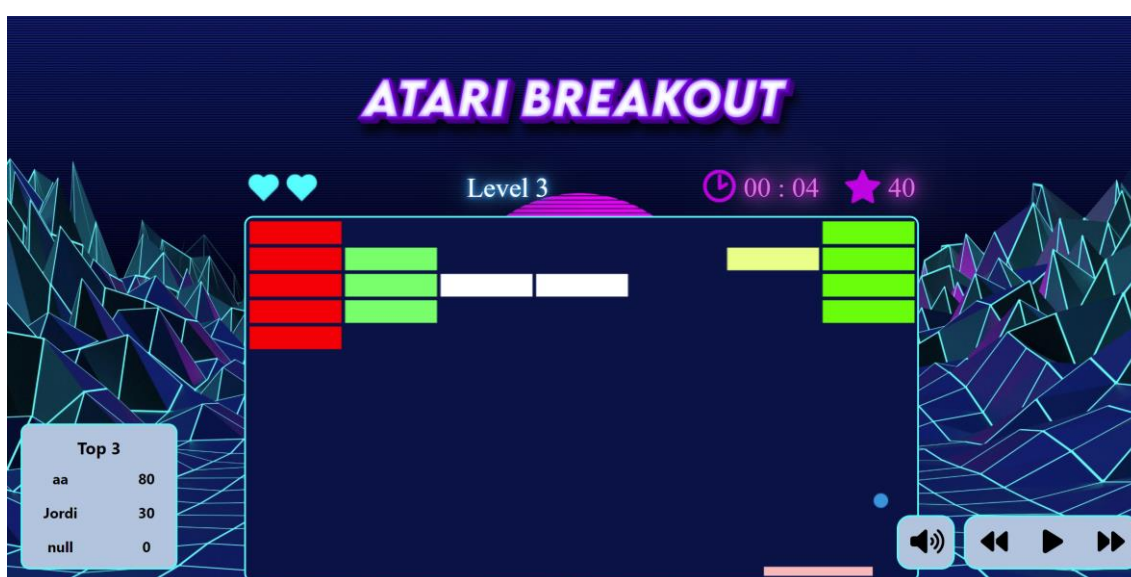 ATARI BREAKOUT
Level 3 00 : 04 40
Top 3
aa 80
Jordi 30
null 0